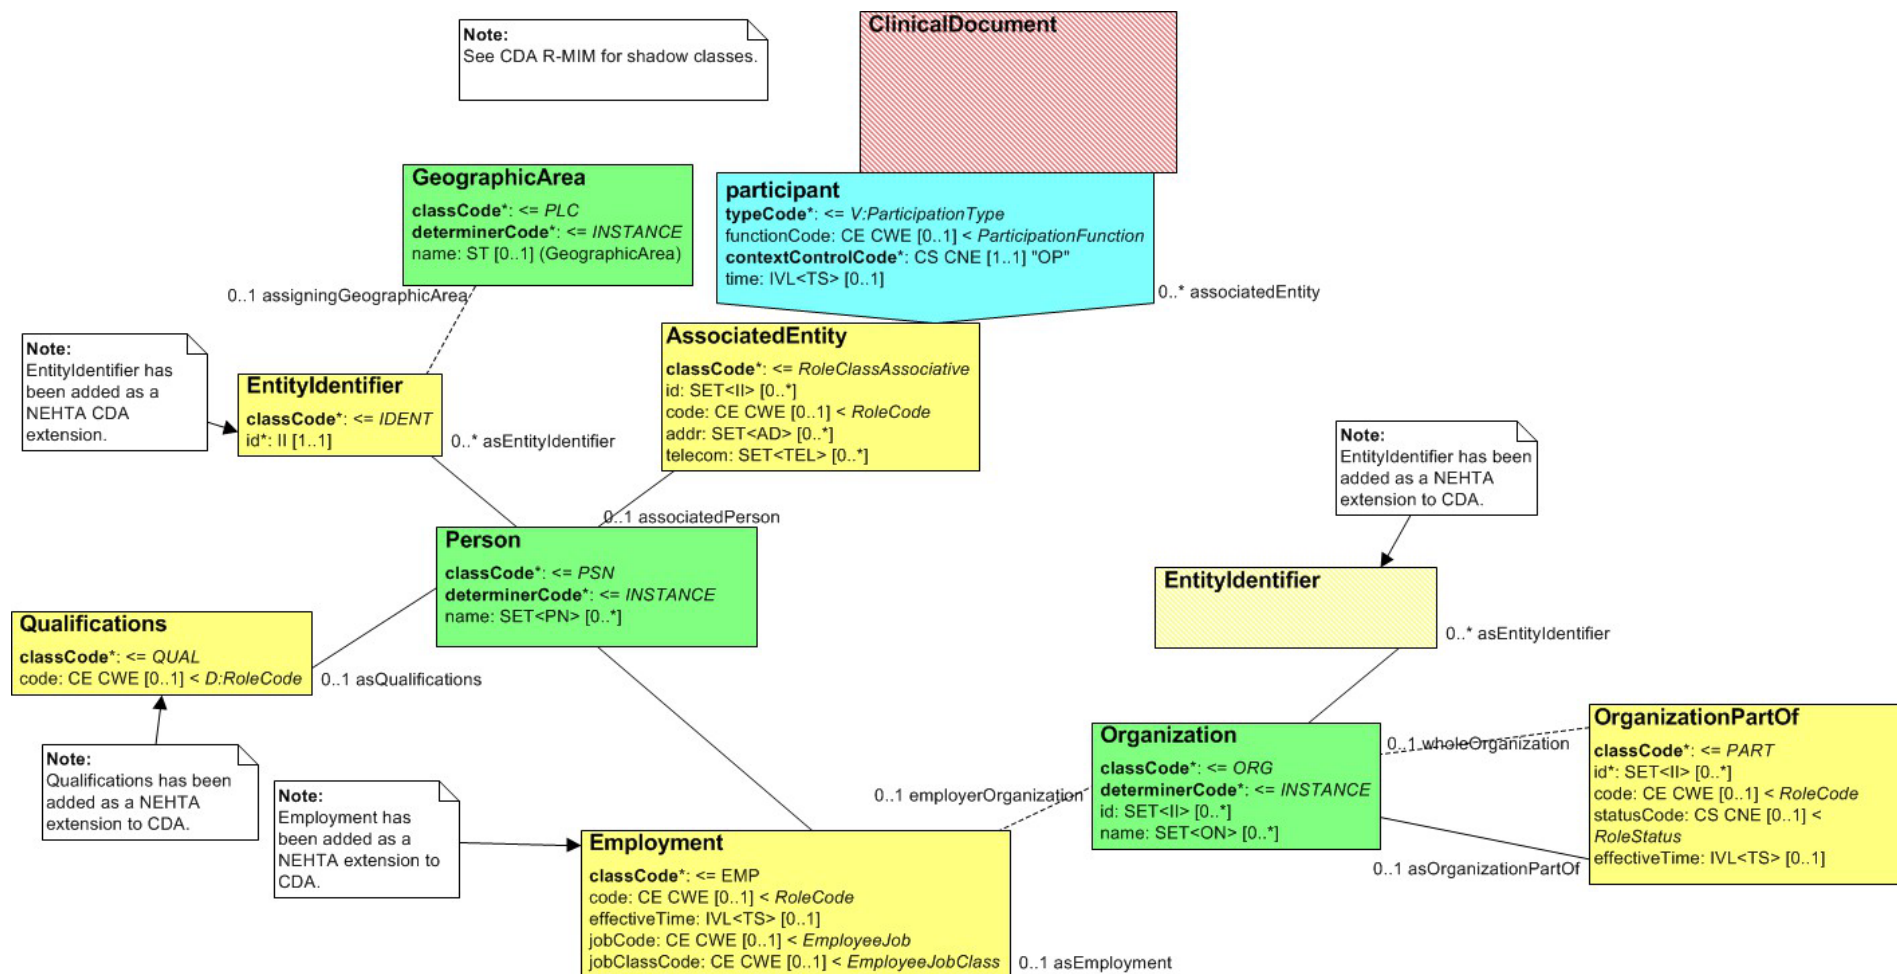 Note:
See CDA R-MIM for shadow classes.
ClinicalDocument
GeographicArea
classCode*: <= PLC
determinerCode*: <= INSTANCE
name: ST [0..1] (GeographicArea)
participant
typeCode*: <= V:ParticipationType
functionCode: CE CWE [0..1] < ParticipationFunction
contextControlCode*: CS CNE [1..1] "OP"
time: IVL<TS> [0..1]
0..1 assigningGeographicArea
0..* associatedEntity
Note:
EntityIdentifier has
been added as a
NEHTA CDA
extension.
EntityIdentifier
classCode*: <= IDENT
id*: II [1..1]
0..* asEntityIdentifier
AssociatedEntity
classCode*: <= RoleClassAssociative
id: SET<II> [0..*]
code: CE CWE [0..1] < RoleCode
addr: SET<AD> [0..*]
telecom: SET<TEL> [0..*]
Note:
EntityIdentifier has been
added as a NEHTA
extension to CDA.
0..1 associatedPerson
Person
classCode*: <= PSN
determinerCode*: <= INSTANCE
name: SET<PN> [0..*]
EntityIdentifier
0..* asEntityIdentifier
Qualifications
classCode*: <= QUAL
code: CE CWE [0..1] < D:RoleCode
0..1 asQualifications
Note:
Qualifications has been
added as a NEHTA
extension to CDA.
Note:
Employment has
been added as a
NEHTA extension to
CDA.
0..1 employerOrganization
Organization
classCode*: <= ORG
determinerCode*: <= INSTANCE
id: SET<II> [0..*]
name: SET<ON> [0..*]
0..1 wholeOrganization
0..1 asOrganizationPartOf
OrganizationPartOf
classCode*: <= PART
id*: SET<II> [0..*]
code: CE CWE [0..1] < RoleCode
statusCode: CS CNE [0..1] <
RoleStatus
effectiveTime: IVL<TS> [0..1]
Employment
classCode*: <= EMP
code: CE CWE [0..1] < RoleCode
effectiveTime: IVL<TS> [0..1]
jobCode: CE CWE [0..1] < EmployeeJob
jobClassCode: CE CWE [0..1] < EmployeeJobClass
0..1 asEmployment